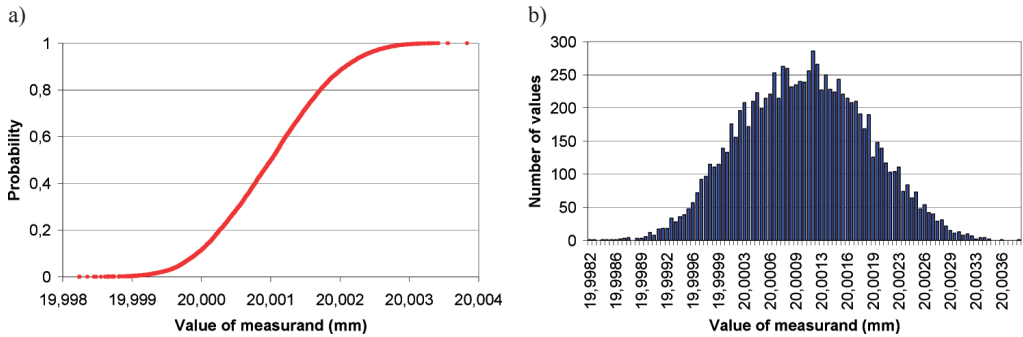 a)
1
0,8
0,6
0,4
0,2
0
Probability
19,998 19,999 20,000 20,001 20,002 20,003 20,004
Value of measurand (mm)
b)
300
250
200
150
100
50
0
Number of values
19,9982 19,9986 19,9989 19,9992 19,9996 19,9999 20,0003 20,0006 20,0009 20,0013 20,0016 20,0019 20,0023 20,0026 20,0029 20,0033 20,0036
Value of measurand (mm)